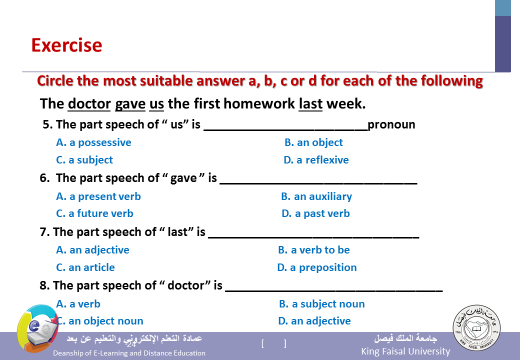 Exercise
Circle the most suitable answer a, b, c or d for each of the following
The doctor gave us the first homework last week.
5. The part speech of “ us” is ________________________pronoun
A. a possessive B. an object
C. a subject D. a reflexive
6. The part speech of “ gave ” is ______________________________
A. a present verb B. an auxiliary
C. a future verb D. a past verb
7. The part speech of “ last” is ________________________________
A. an adjective B. a verb to be
C. an article D. a preposition
8. The part speech of “ doctor” is _________________________________
A. a verb B. a subject noun
C. an object noun D. an adjective
عمادة التعلم الإلكتروني والتعليم عن بعد
Deanship of E-Learning and Distance Education
[ ]
جامعة الملك فيصل
King Faisal University